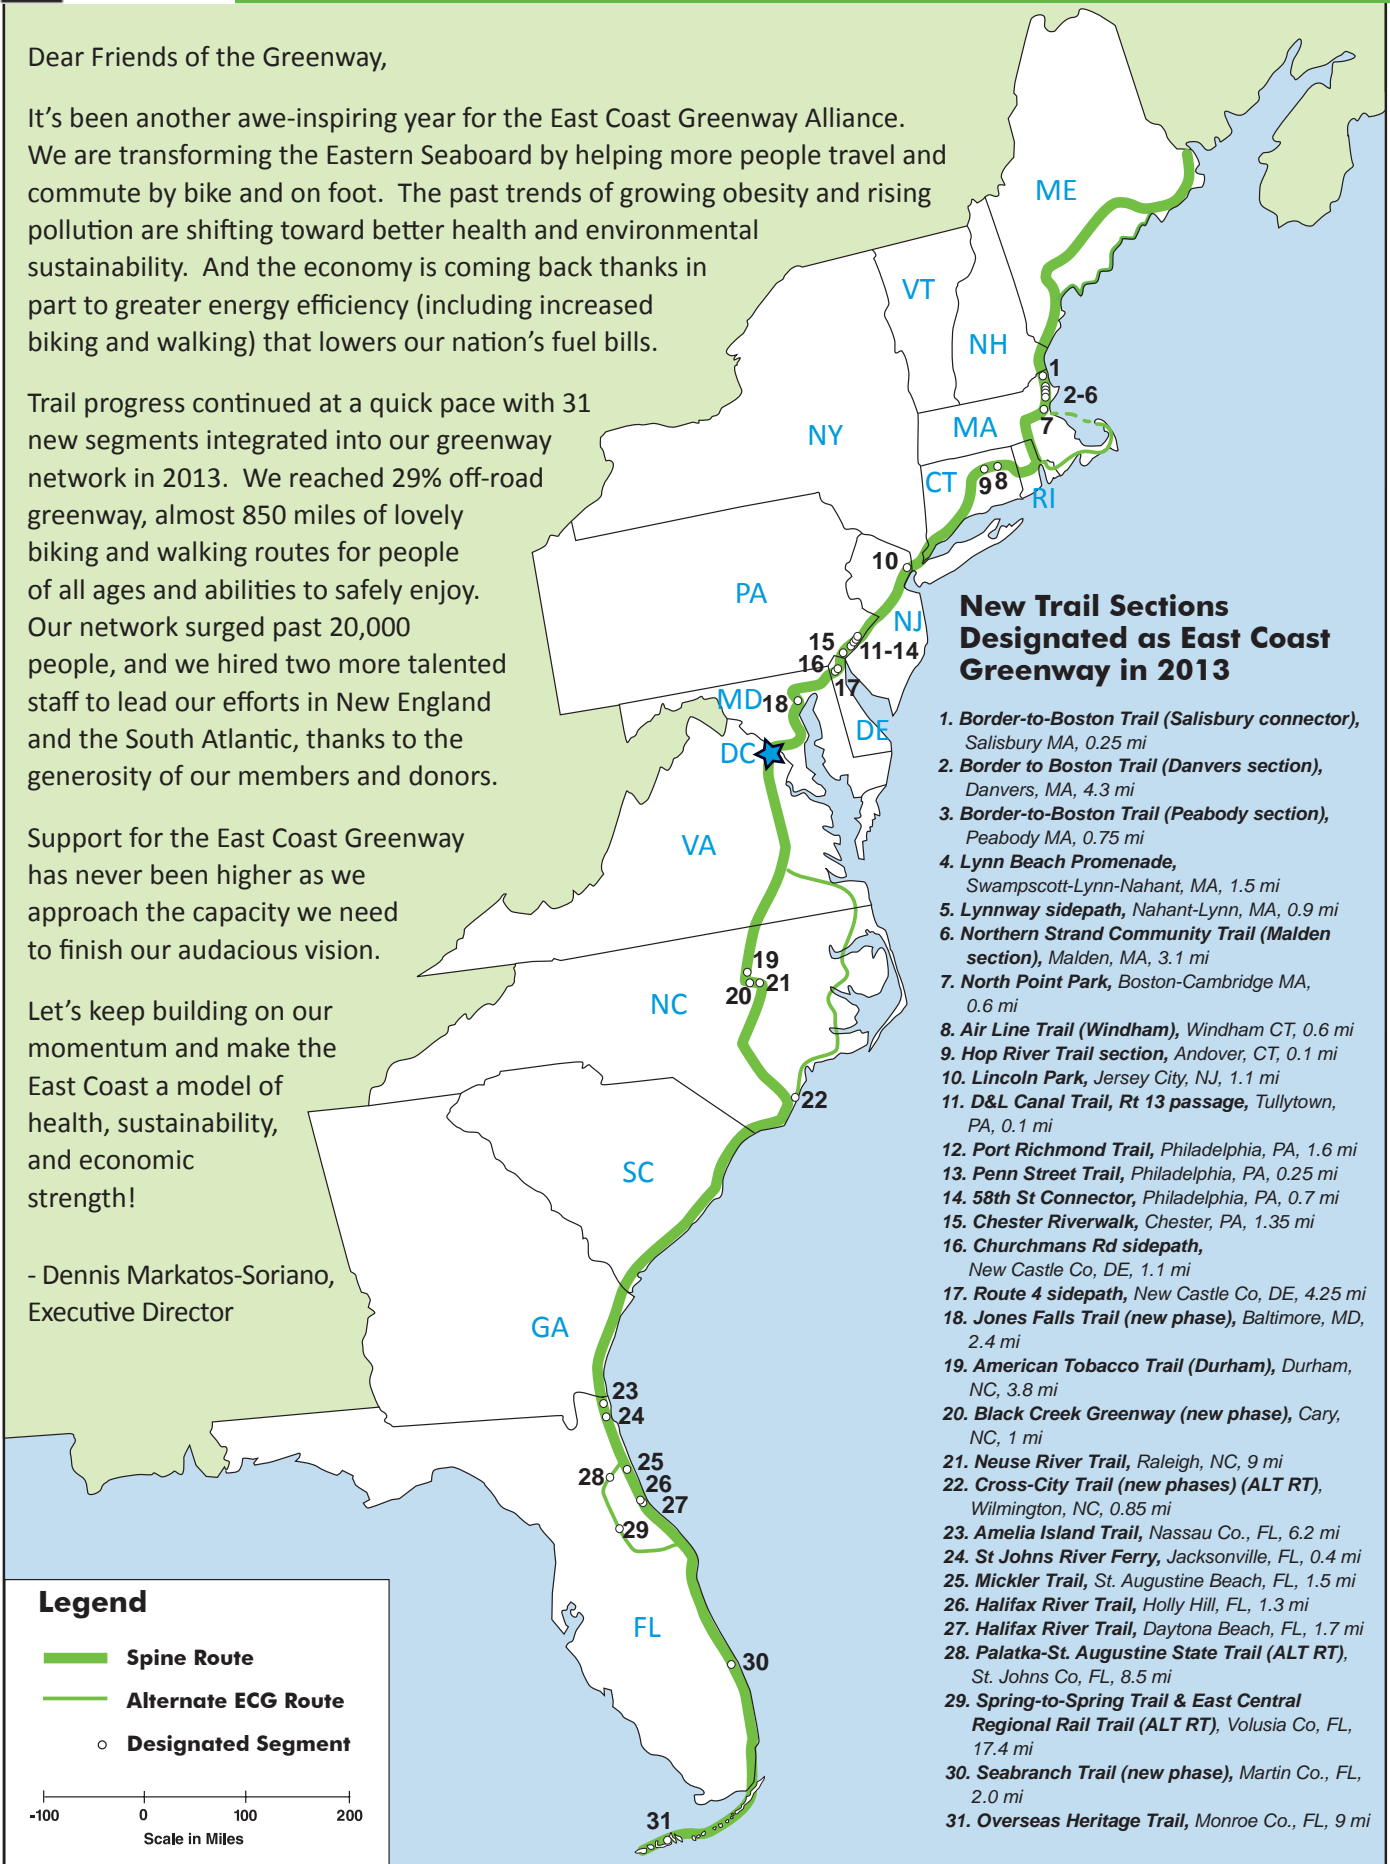 Dear Friends of the Greenway,
It's been another awe-inspiring year for the East Coast Greenway Alliance.
We are transforming the Eastern Seaboard by helping more people travel and
commute by bike and on foot.  The past trends of growing obesity and rising
pollution are shifting toward better health and environmental
sustainability.  And the economy is coming back thanks in
part to greater energy efficiency (including increased
biking and walking) that lowers our nation's fuel bills.
Trail progress continued at a quick pace with 31
new segments integrated into our greenway
network in 2013.  We reached 29% off-road
greenway, almost 850 miles of lovely
biking and walking routes for people
of all ages and abilities to safely enjoy.
Our network surged past 20,000
people, and we hired two more talented
staff to lead our efforts in New England
and the South Atlantic, thanks to the
generosity of our members and donors.
Support for the East Coast Greenway
has never been higher as we
approach the capacity we need
to finish our audacious vision.
Let's keep building on our
momentum and make the
East Coast a model of
health, sustainability,
and economic
strength!
- Dennis Markatos-Soriano,
Executive Director
ME
VT
NH
1
2-6
7
MA
NY
CT
9 8
RI
10
PA
NJ
15
11-14
16
17
MD
18
DE
DC
VA
19
20
21
NC
22
SC
GA
23
24
25
28
26
27
29
FL
30
31
New Trail Sections
Designated as East Coast
Greenway in 2013
1. Border-to-Boston Trail (Salisbury connector),
Salisbury MA, 0.25 mi
2. Border to Boston Trail (Danvers section),
Danvers, MA, 4.3 mi
3. Border-to-Boston Trail (Peabody section),
Peabody MA, 0.75 mi
4. Lynn Beach Promenade,
Swampscott-Lynn-Nahant, MA, 1.5 mi
5. Lynnway sidepath, Nahant-Lynn, MA, 0.9 mi
6. Northern Strand Community Trail (Malden
section), Malden, MA, 3.1 mi
7. North Point Park, Boston-Cambridge MA,
0.6 mi
8. Air Line Trail (Windham), Windham CT, 0.6 mi
9. Hop River Trail section, Andover, CT, 0.1 mi
10. Lincoln Park, Jersey City, NJ, 1.1 mi
11. D&L Canal Trail, Rt 13 passage, Tullytown,
PA, 0.1 mi
12. Port Richmond Trail, Philadelphia, PA, 1.6 mi
13. Penn Street Trail, Philadelphia, PA, 0.25 mi
14. 58th St Connector, Philadelphia, PA, 0.7 mi
15. Chester Riverwalk, Chester, PA, 1.35 mi
16. Churchmans Rd sidepath,
New Castle Co, DE, 1.1 mi
17. Route 4 sidepath, New Castle Co, DE, 4.25 mi
18. Jones Falls Trail (new phase), Baltimore, MD,
2.4 mi
19. American Tobacco Trail (Durham), Durham,
NC, 3.8 mi
20. Black Creek Greenway (new phase), Cary,
NC, 1 mi
21. Neuse River Trail, Raleigh, NC, 9 mi
22. Cross-City Trail (new phases) (ALT RT),
Wilmington, NC, 0.85 mi
23. Amelia Island Trail, Nassau Co., FL, 6.2 mi
24. St Johns River Ferry, Jacksonville, FL, 0.4 mi
25. Mickler Trail, St. Augustine Beach, FL, 1.5 mi
26. Halifax River Trail, Holly Hill, FL, 1.3 mi
27. Halifax River Trail, Daytona Beach, FL, 1.7 mi
28. Palatka-St. Augustine State Trail (ALT RT),
St. Johns Co, FL, 8.5 mi
29. Spring-to-Spring Trail & East Central
Regional Rail Trail (ALT RT), Volusia Co, FL,
17.4 mi
30. Seabranch Trail (new phase), Martin Co., FL,
2.0 mi
31. Overseas Heritage Trail, Monroe Co., FL, 9 mi
Legend
Spine Route
Alternate ECG Route
Designated Segment
-100 0 100 200
Scale in Miles